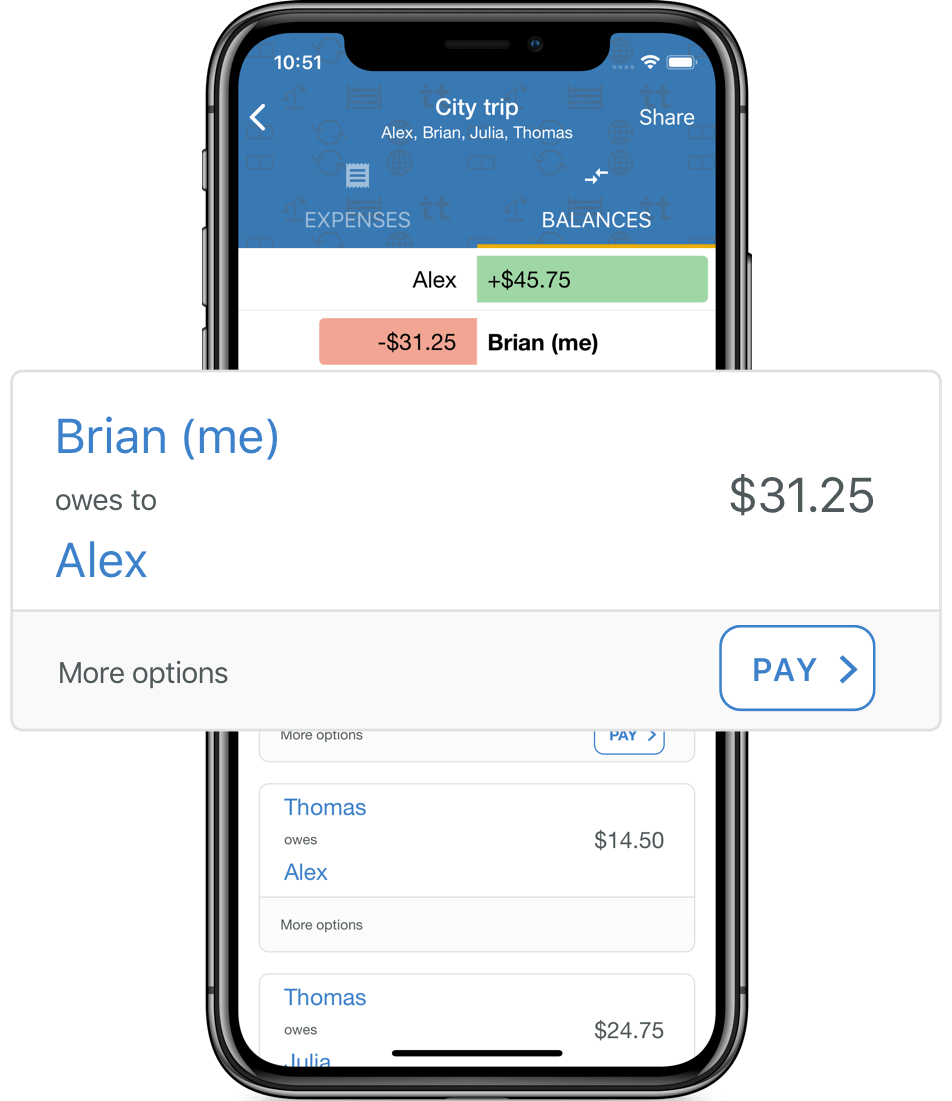 10:51
City trip
Share
Alex, Brian, Julia, Thomas
EXPENSES
BALANCES
Alex
+$45.75
-$31.25
Brian (me)
Brian (me)
owes to
$31.25
Alex
More options
PAY
More options
PAY
Thomas
owes
$14.50
Alex
More options
Thomas
owes
$24.75
Julia